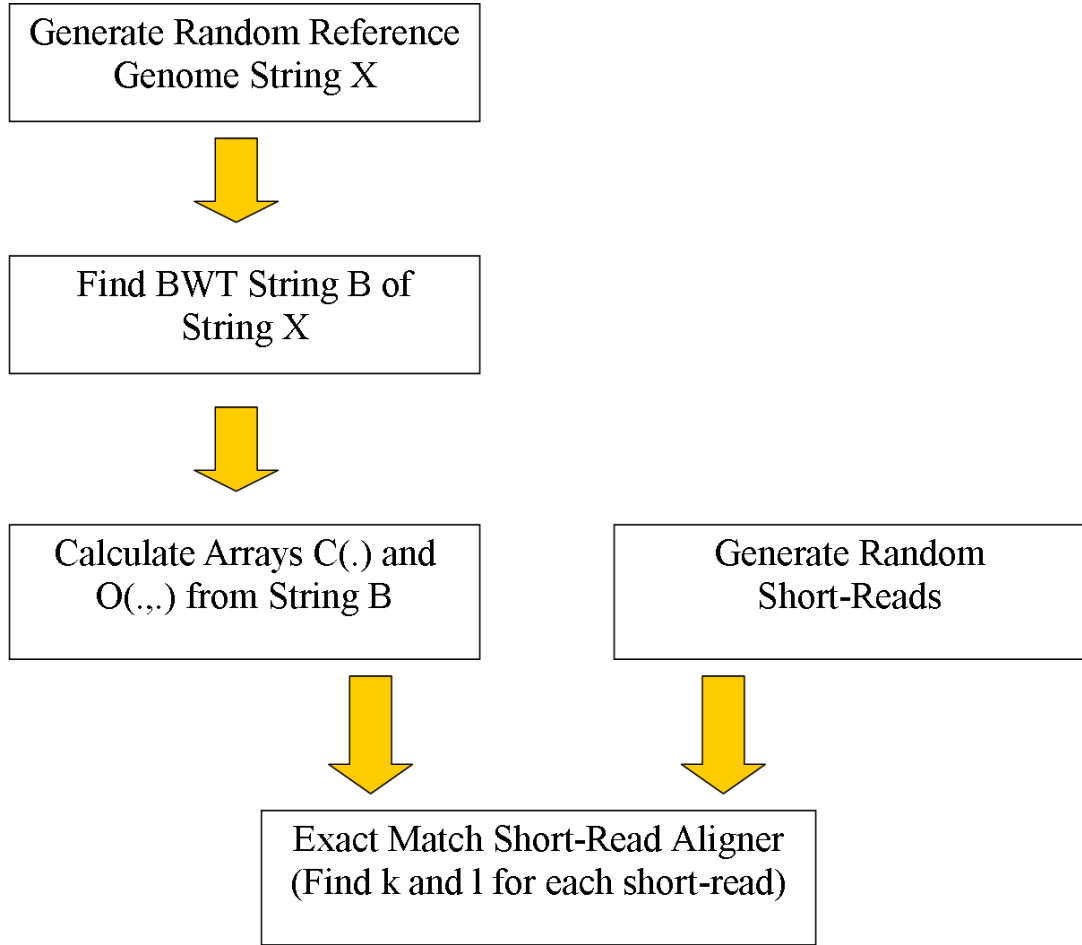 Generate Random Reference
Genome String X
Find BWT String B of
String X
Calculate Arrays C(.) and
O(.,.) from String B
Generate Random
Short-Reads
Exact Match Short-Read Aligner
(Find k and l for each short-read)